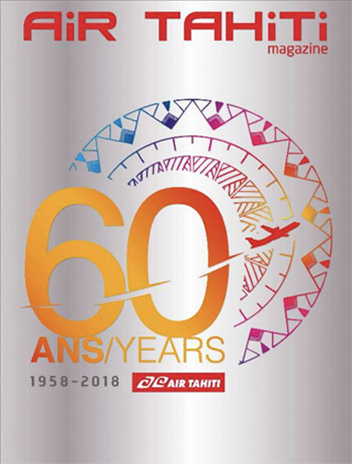 AiR TAHiTi
magazine
60
ANS/YEARS
1958-2018 AIR TAHITI